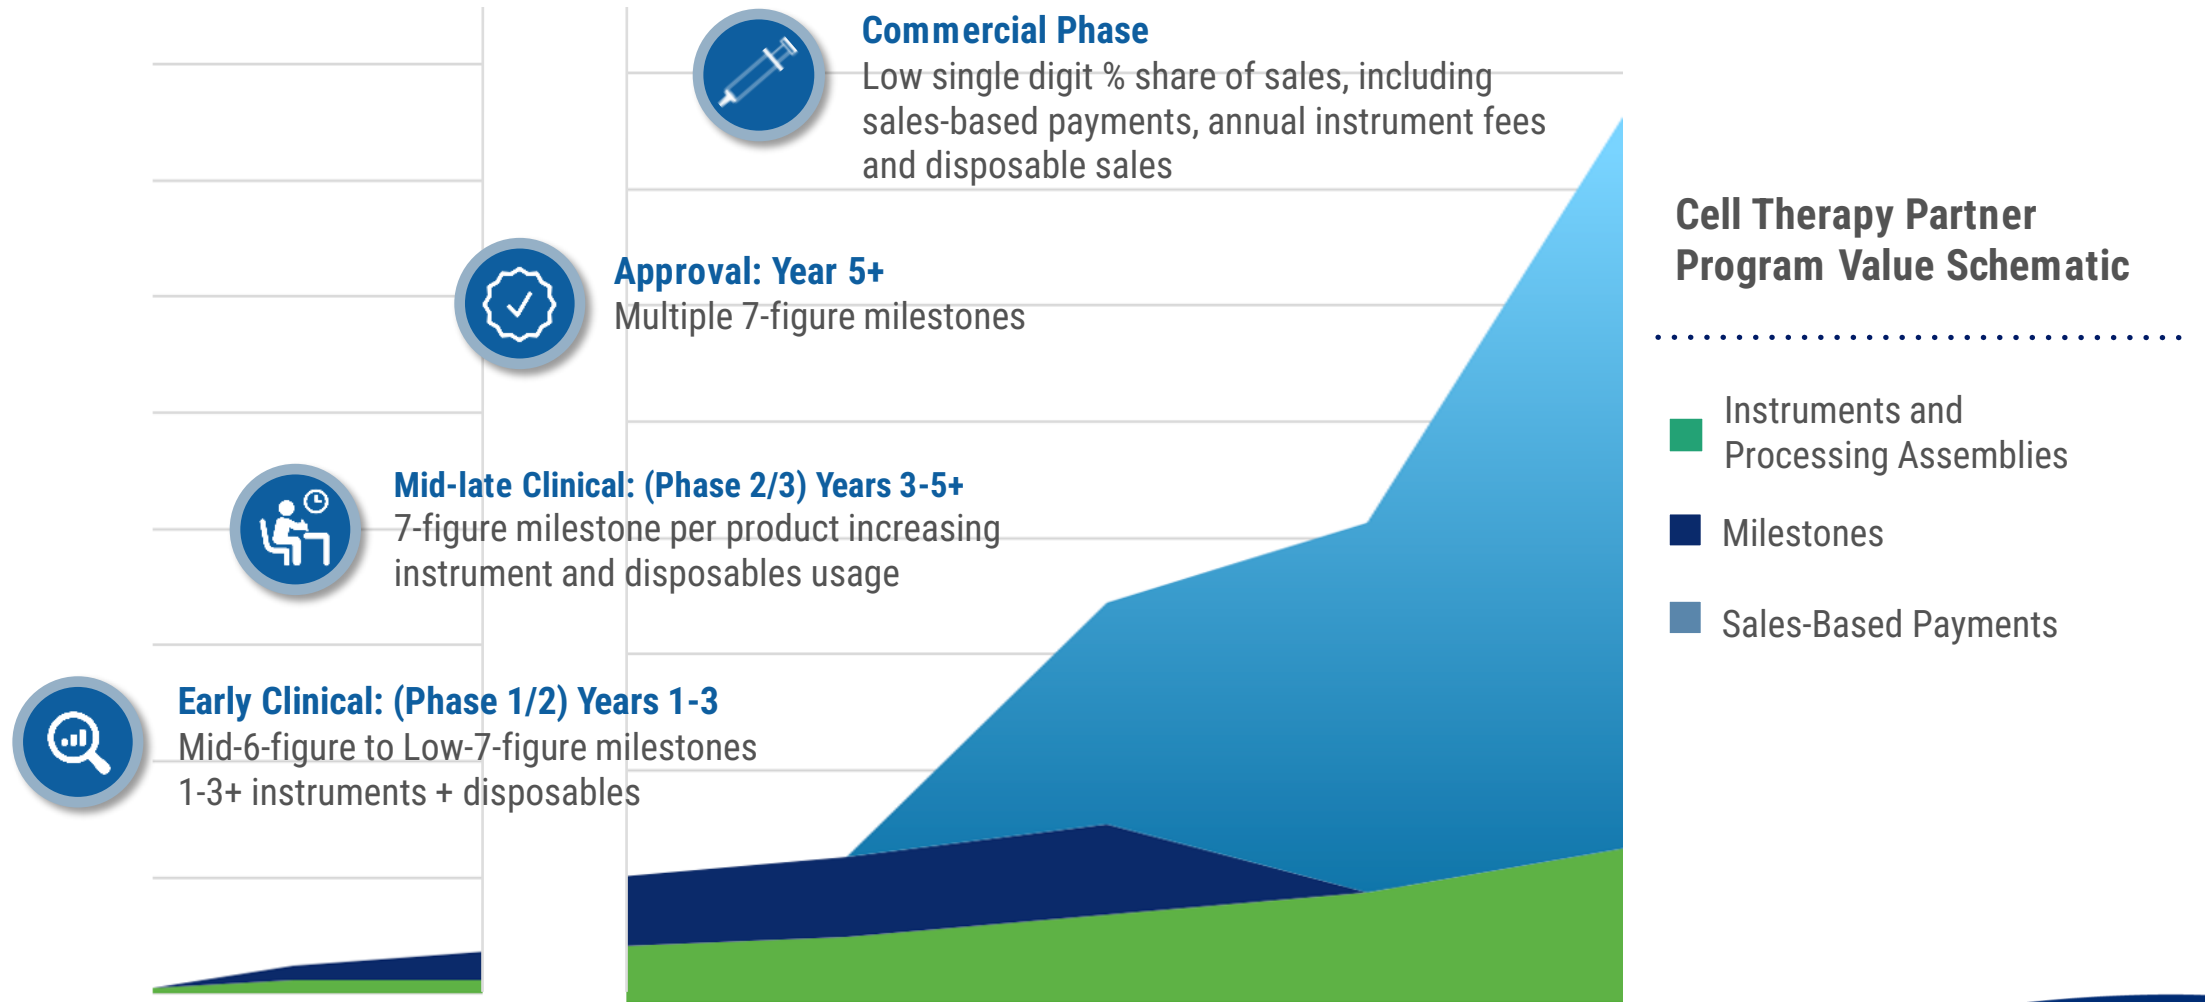 Commercial Phase
Low single digit % share of sales, including
sales-based payments, annual instrument fees
and disposable sales
Approval: Year 5+
Multiple 7-figure milestones
Mid-late Clinical: (Phase 2/3) Years 3-5+
7-figure milestone per product increasing
instrument and disposables usage
Early Clinical: (Phase 1/2) Years 1-3
Mid-6-figure to Low-7-figure milestones
1-3+ instruments + disposables
Cell Therapy Partner
Program Value Schematic
Instruments and
Processing Assemblies
Milestones
Sales-Based Payments